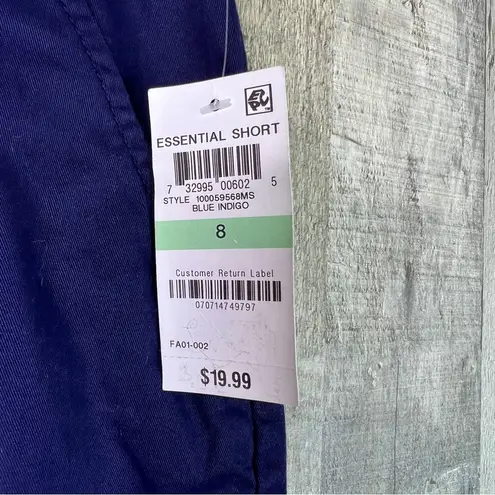 EPIC
ESSENTIAL SHORT
7 32995 00602 5
STYLE 100059568MS
BLUE INDIGO
8
Customer Return Label
070714749797
FA01-002
$19.99